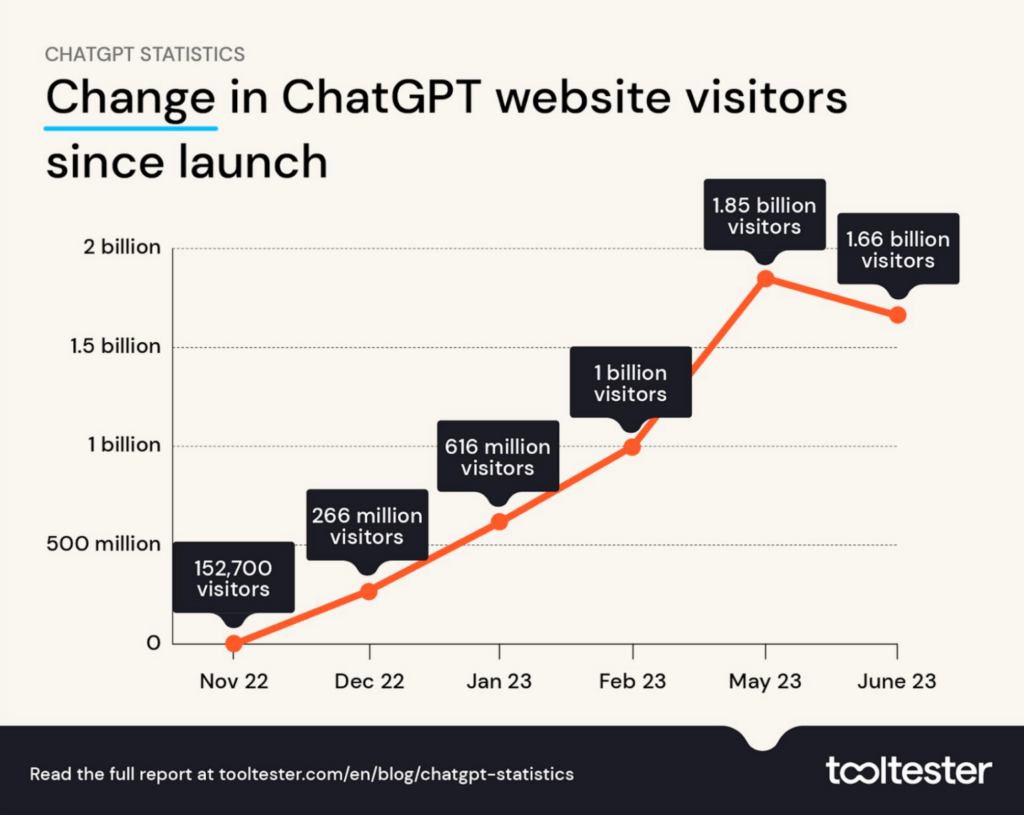 CHATGPT STATISTICS
Change in ChatGPT website visitors
since launch
1.85 billion
visitors
1.66 billion
visitors
2 billion
1.5 billion
1 billion
visitors
1 billion
616 million
visitors
266 million
visitors
500 million
152,700
visitors
0
Nov 22
Dec 22
Jan 23
Feb 23
May 23
June 23
Read the full report at tooltester.com/en/blog/chatgpt-statistics
tooltester